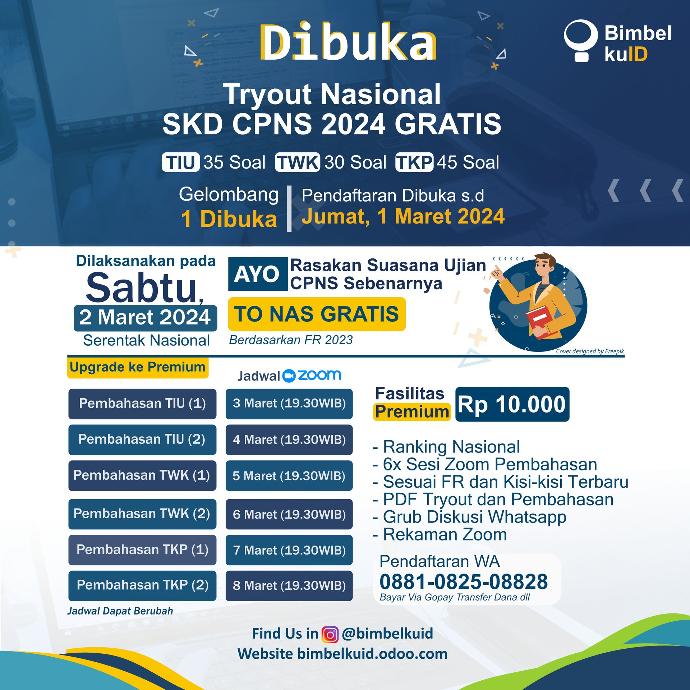 Dibuka
Bimbel
kuID
Tryout Nasional
SKD CPNS 2024 GRATIS
TIU 35 Soal TWK 30 Soal TKP 45 Soal
Gelombang
1 Dibuka
Pendaftaran Dibuka s.d
Jumat, 1 Maret 2024
Dilaksanakan pada
Sabtu,
2 Maret 2024
Serentak Nasional
AYO Rasakan Suasana Ujian
CPNS Sebenarnya
TO NAS GRATIS
Berdasarkan FR 2023
Cover designed by Freepik
Upgrade ke Premium
Jadwal zoom
Pembahasan TIU (1) 3 Maret (19.30WIB)
Pembahasan TIU (2) 4 Maret (19.30WIB)
Pembahasan TWK (1) 5 Maret (19.30WIB)
Pembahasan TWK (2) 6 Maret (19.30WIB)
Pembahasan TKP (1) 7 Maret (19.30WIB)
Pembahasan TKP (2) 8 Maret (19.30WIB)
Jadwal Dapat Berubah
Fasilitas
Premium Rp 10.000
- Ranking Nasional
- 6x Sesi Zoom Pembahasan
- Sesuai FR dan Kisi-kisi Terbaru
- PDF Tryout dan Pembahasan
- Grub Diskusi Whatsapp
- Rekaman Zoom
Pendaftaran WA
0881-0825-08828
Bayar Via Gopay Transfer Dana dll
Find Us in @bimbelkuid
Website bimbelkuid.odoo.com